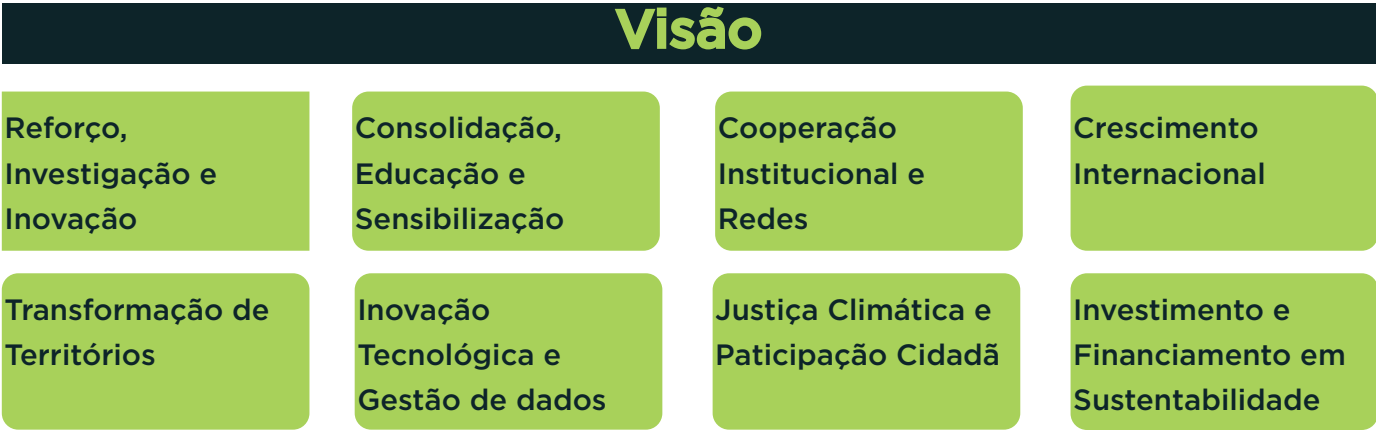 Visão
Reforço,
Investigação e
Inovação
Consolidação,
Educação e
Sensibilização
Cooperação
Institucional e
Redes
Crescimento
Internacional
Transformação de
Territórios
Inovação
Tecnológica e
Gestão de dados
Justiça Climática e
Paticipação Cidadã
Investimento e
Financiamento em
Sustentabilidade